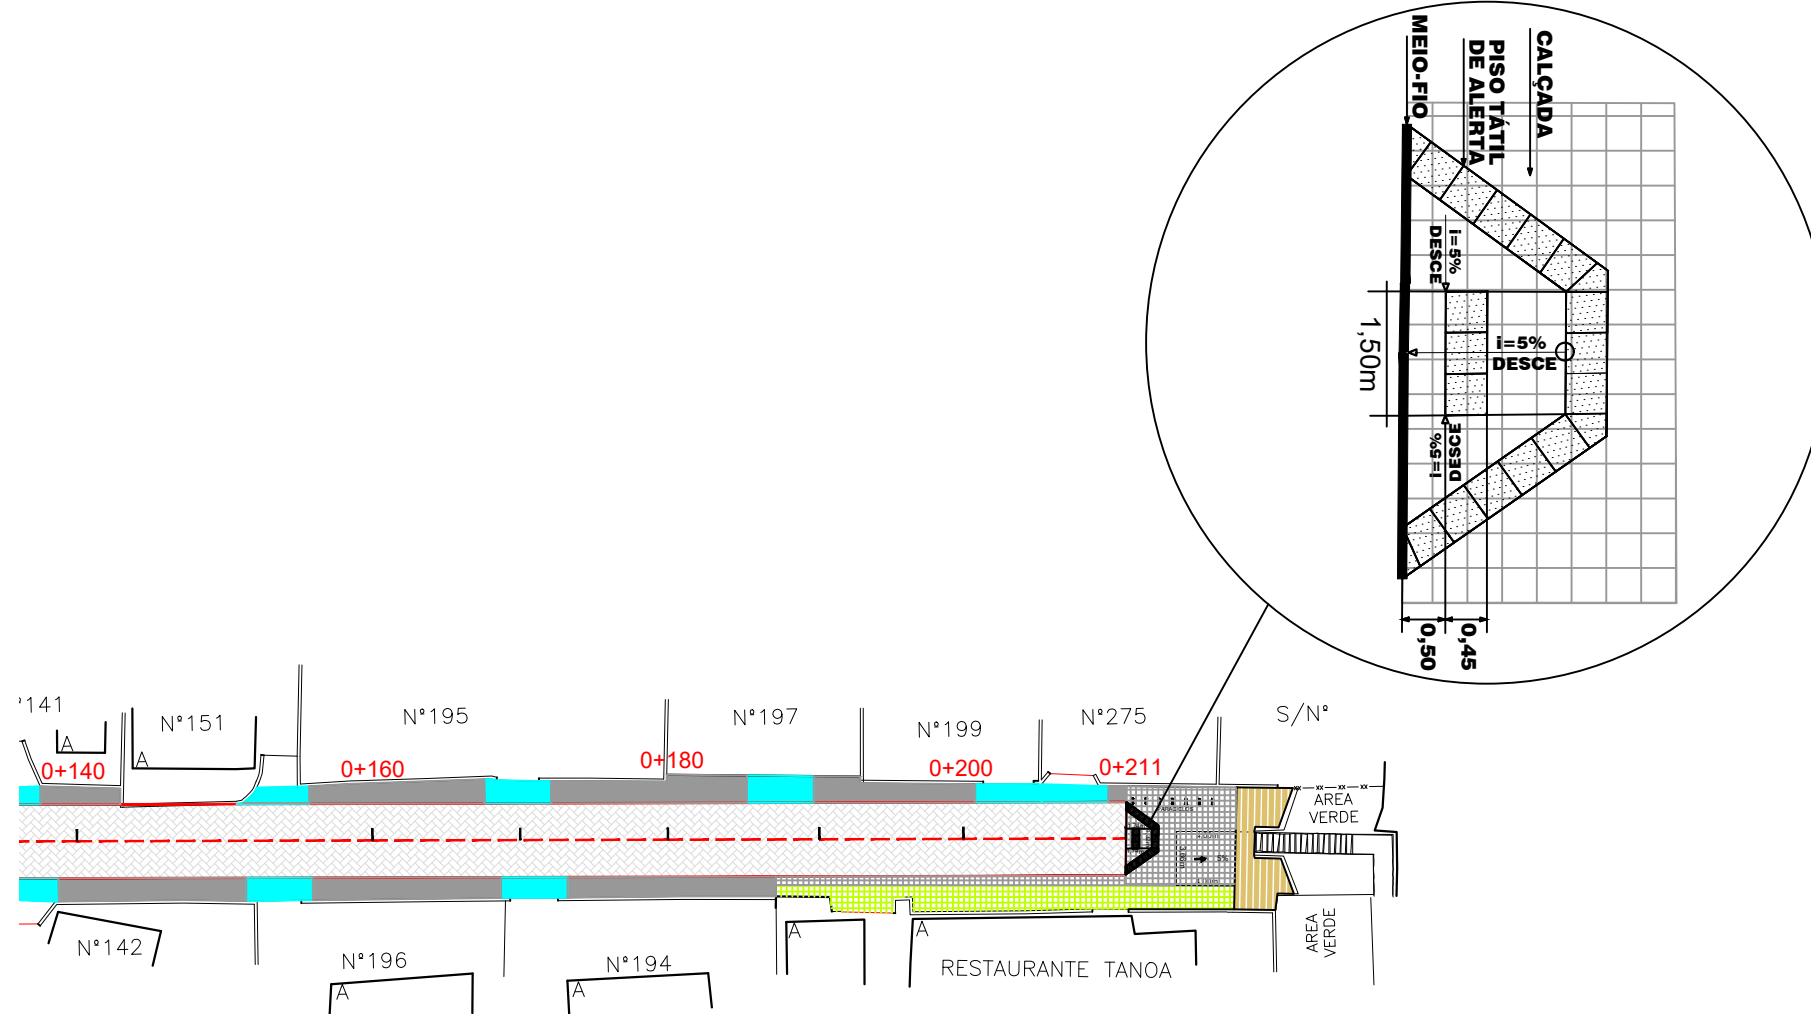 MEIO-FIO
PISO TÁTIL
DE ALERTA
CALÇADA
i=5%
DESCE
i=5%
DESCE
1,50m
DESCE
i=5%
0,50
0,45
°141
N°151
N°195
N°197
N°199
N°275
S/N°
A
A
0+140
0+160
0+180
0+200
0+211
AREA
VERDE
5%
N°142
N°196
N°194
A
A
A
A
RESTAURANTE TANOA
AREA
VERDE